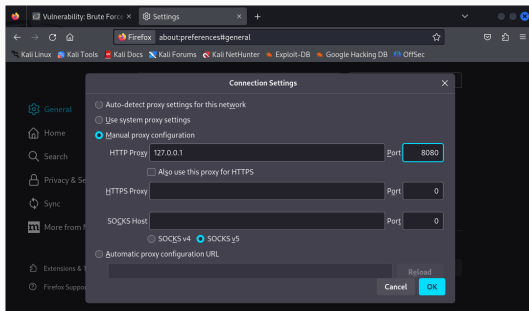 Vulnerability: Brute Force
Settings
Firefox about:preferences#general
Kali Linux Kali Tools Kali Docs Kali Forums Kali NetHunter Exploit-DB Google Hacking DB OffSec
Connection Settings
General
Home
Search
Privacy & Se
Sync
More from M
Extensions & T
Firefox Suppor
Auto-detect proxy settings for this network
Use system proxy settings
Manual proxy configuration
HTTP Proxy 127.0.0.1 Port 8080
Also use this proxy for HTTPS
HTTPS Proxy Port 0
SOCKS Host Port 0
SOCKS v4 SOCKS v5
Automatic proxy configuration URL
Reload
Cancel OK